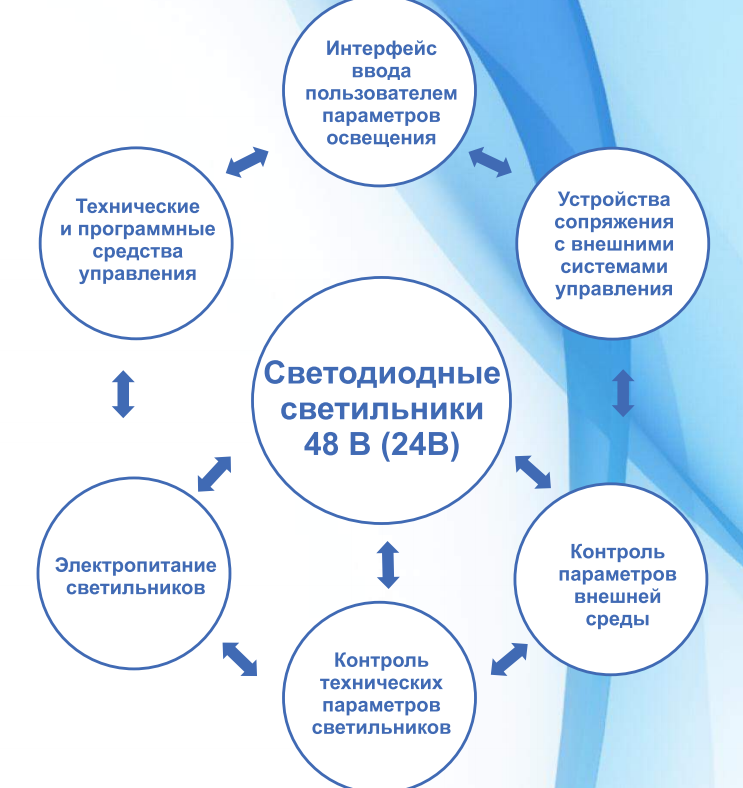 Интерфейс
ввода
пользователем
параметров
освещения
Технические
и программные
средства
управления
Устройства
сопряжения
с внешними
системами
управления
Светодиодные
светильники
48 В (24В)
Электропитание
светильников
Контроль
параметров
внешней
среды
Контроль
технических
параметров
светильников